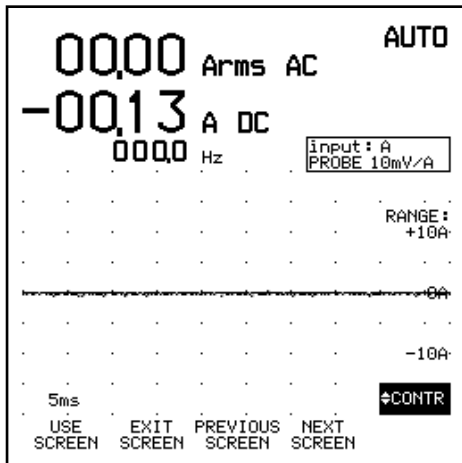 AUTO
00,00 Arms AC
-00,13 A DC
000,0 Hz
input: A
PROBE 10mV/A
RANGE:
+10A
0A
-10A
5ms
CONTR
USE SCREEN
EXIT SCREEN
PREVIOUS SCREEN
NEXT SCREEN